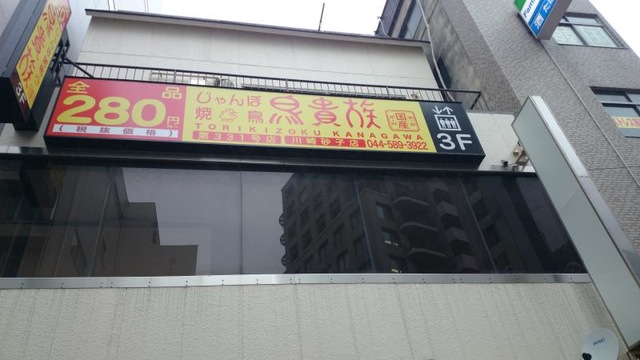 全品
280円
(税抜価格)
じゃんぼ
焼鳥
鳥貴族
国産
TORIKIZOKU KANAGAWA
第331号店 川崎砂子店 044-589-3922
3F